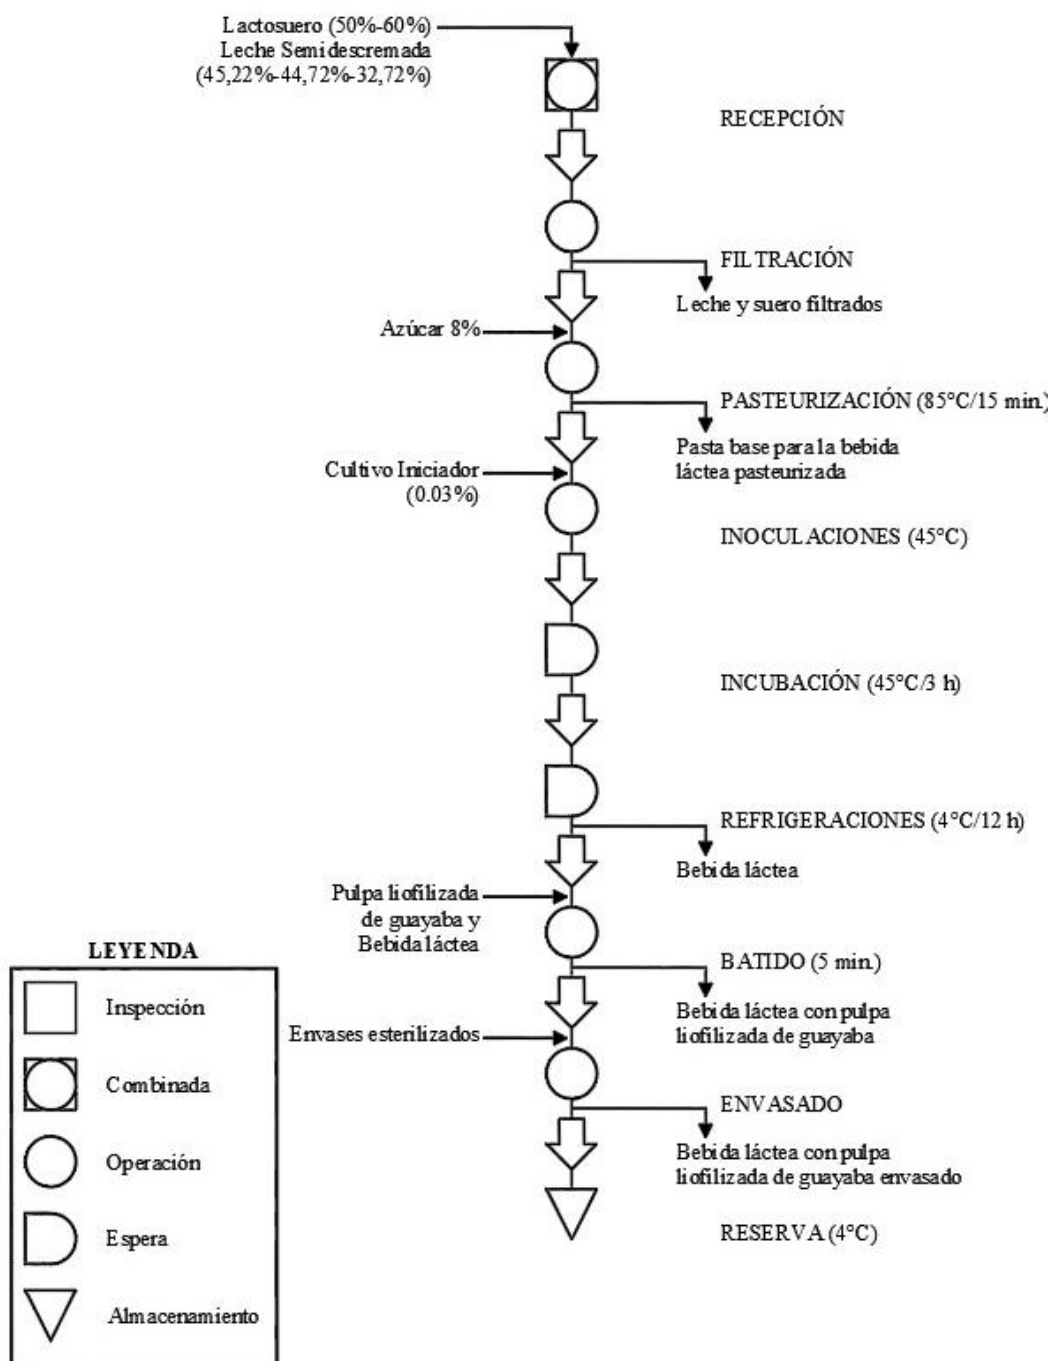 Lactosuero (50%-60%)
Leche Semidescremada
(45,22%-44,72%-32,72%)
RECEPCIÓN
FILTRACIÓN
Leche y suero filtrados
Azúcar 8%
PASTEURIZACIÓN (85°C/15 min.)
Pasta base para la bebida
láctea pasteurizada
Cultivo Iniciador
(0.03%)
INOCULACIONES (45°C)
INCUBACIÓN (45°C/3 h)
REFRIGERACIONES (4°C/12 h)
Bebida láctea
Pulpa liofilizada
de guayaba y
Bebida láctea
BATIDO (5 min.)
Bebida láctea con pulpa
liofilizada de guayaba
Envases esterilizados
ENVASADO
Bebida láctea con pulpa
liofilizada de guayaba envasado
RESERVA (4°C)
LEYENDA
Inspección
Combinada
Operación
Espera
Almacenamiento